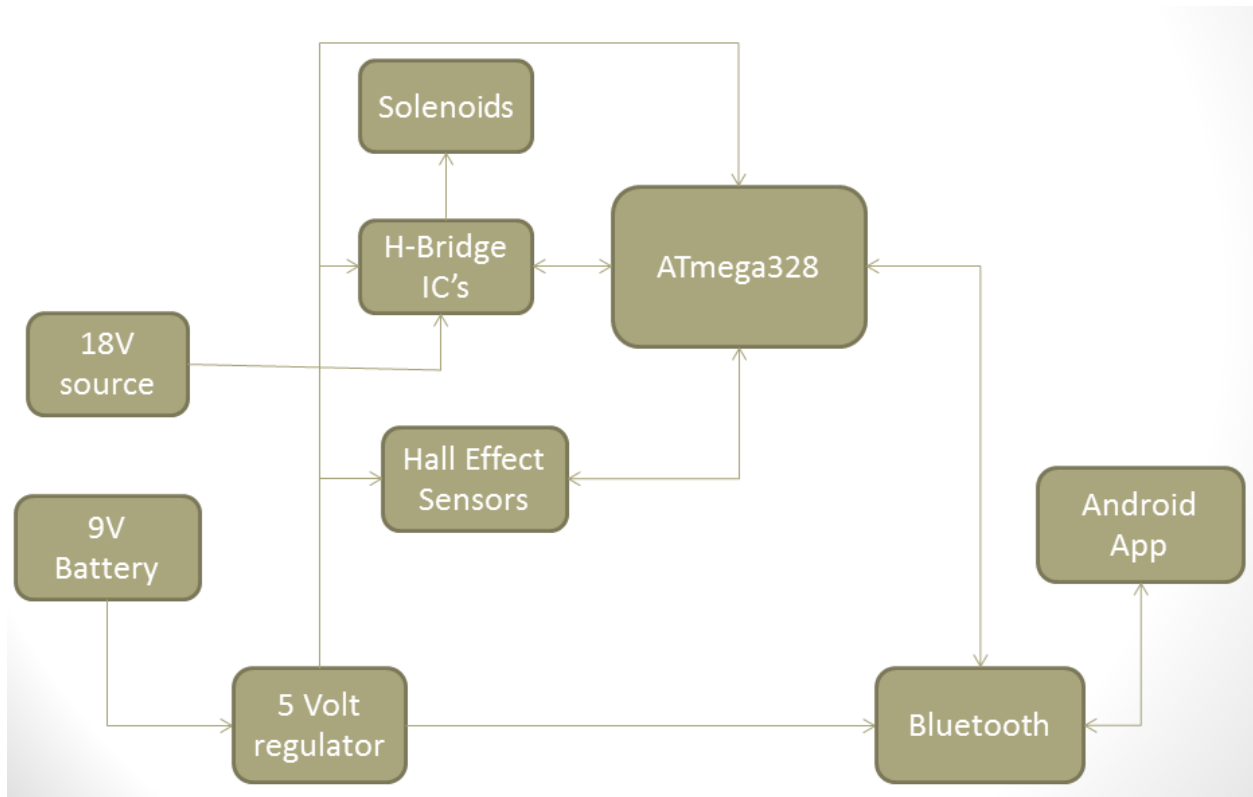 Solenoids
H-Bridge
IC's
ATmega328
18V
source
Hall Effect
Sensors
9V
Battery
Android
App
5 Volt
regulator
Bluetooth